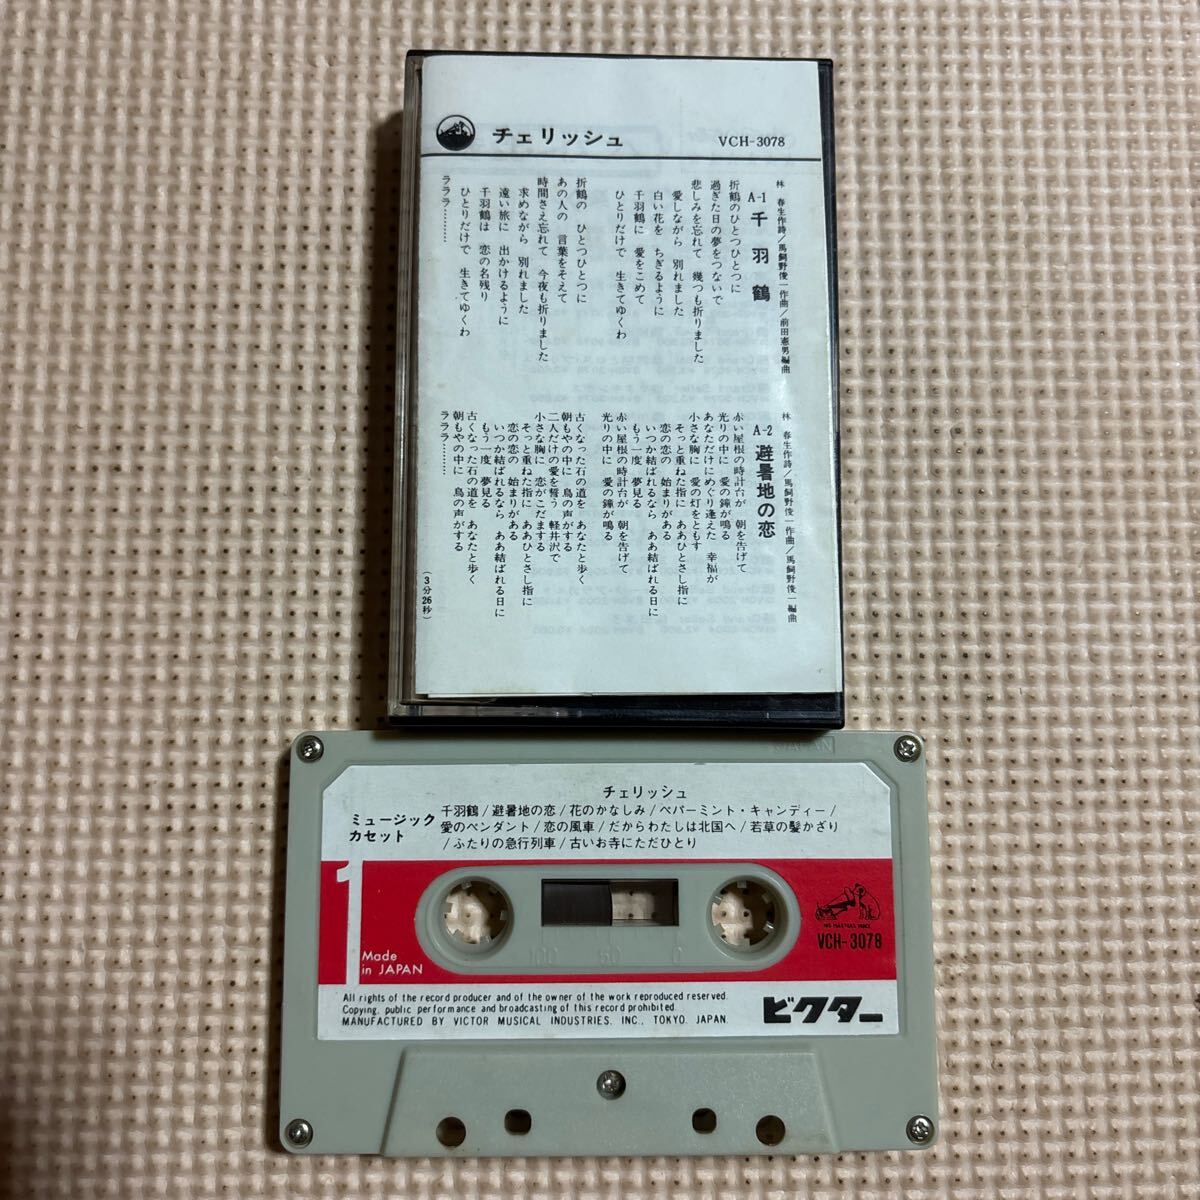 チェリッシュ
VCH-3078
A-1 千羽鶴
林 春生作詩/馬飼野俊一作曲/前田憲男編曲
折鶴のひとつひとつに
過ぎた日の夢をつないで
悲しみを忘れて 幾つも折りました
愛しながら 別れました
白い花を ちぎるように
千羽鶴に 愛をこめて
ひとりだけで 生きてゆくわ
折鶴の ひとつひとつに
あの人の 言葉をそえて
時間さえ忘れて 今夜も折りました
求めながら 別れました
遠い旅に 出かけるように
千羽鶴は 恋の名残り
ひとりだけで 生きてゆくわ
ラララ…………
A-2 避暑地の恋
林 春生作詩/馬飼野俊一作曲/馬飼野俊一編曲
赤い屋根の時計台が 朝を告げて
光りの中に 愛の鐘が鳴る
あなただけにめぐり逢えた 幸福が
小さな胸に 愛の灯をともす
そっと重ねた指に ああひとさし指に
恋の恋の 始まりがある
いつか結ばれるなら ああ結ばれる日に
もう一度 夢見る
赤い屋根の時計台が 朝を告げて
光りの中に 愛の鐘が鳴る
古くなった石の道を あなたと歩く
朝もやの中に 鳥の声がする
二人だけの愛を誓う 軽井沢で
小さな胸に 恋がこだまする
そっと重ねた指に ああひとさし指に
恋の恋の 始まりがある
いつか結ばれるなら ああ結ばれる日に
もう一度 夢見る
古くなった石の道を あなたと歩く
朝もやの中に 鳥の声がする
ラララ…………
(3分26秒)
チェリッシュ
ミュージック
カセット
千羽鶴/避暑地の恋/花のかなしみ/ペパーミント・キャンディー/
愛のペンダント/恋の風車/だからわたしは北国へ/若草の髪かざり
/ふたりの急行列車/古いお寺にただひとり
1
Made
in JAPAN
100 50 0
HIS MASTER'S VOICE
VCH-3078
All rights of the record producer and of the owner of the work reproduced reserved.
Copying, public performance and broadcasting of this record prohibited.
MANUFACTURED BY VICTOR MUSICAL INDUSTRIES, INC., TOKYO, JAPAN.
ビクター